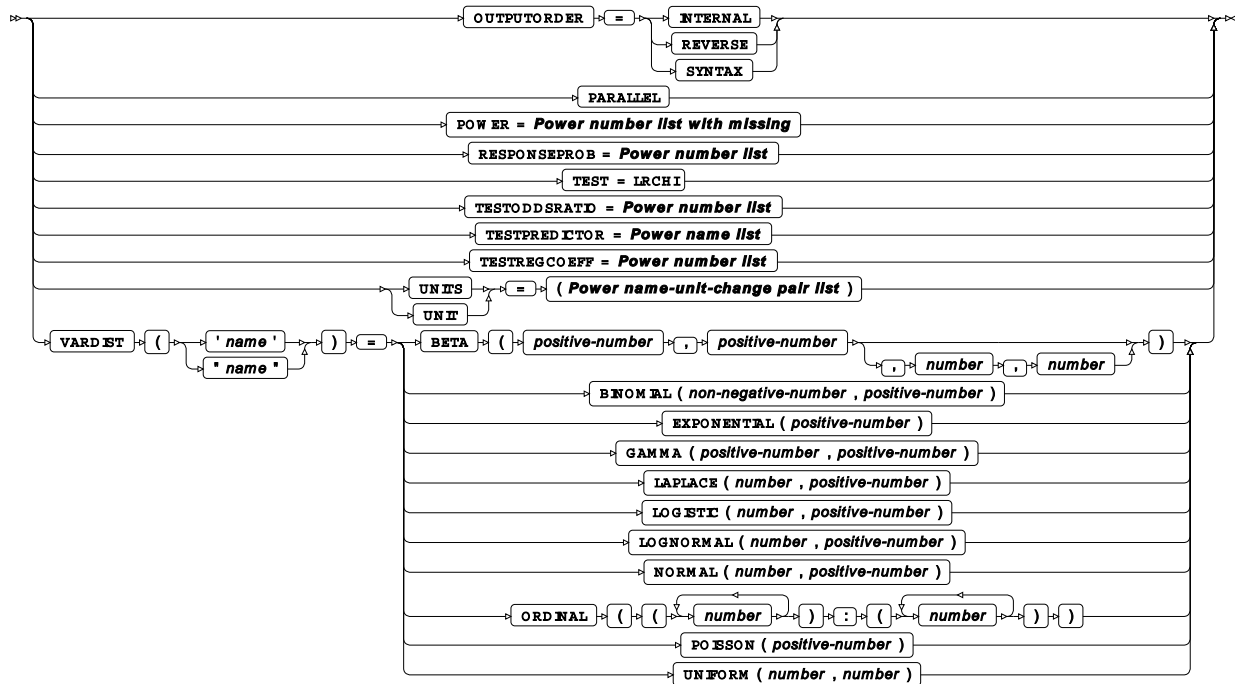 OUTPUTORDER = INTERNAL
REVERSE
SYNTAX
PARALLEL
POWER = Power number list with missing
RESPONSEPROB = Power number list
TEST = LRCHI
TESTODDSRATIO = Power number list
TESTPREDICTOR = Power name list
TESTREGCOEFF = Power number list
UNITS = ( Power name-unit-change pair list )
UNIT
VARDIST ( ' name ' ) = BETA ( positive-number , positive-number )
" name " , number , number
BINOMIAL ( non-negative-number , positive-number )
EXPONENTIAL ( positive-number )
GAMMA ( positive-number , positive-number )
LAPLACE ( number , positive-number )
LOGISTIC ( number , positive-number )
LOGNORMAL ( number , positive-number )
NORMAL ( number , positive-number )
ORDINAL ( ( number ) : ( number ) )
POISSON ( positive-number )
UNIFORM ( number , number )